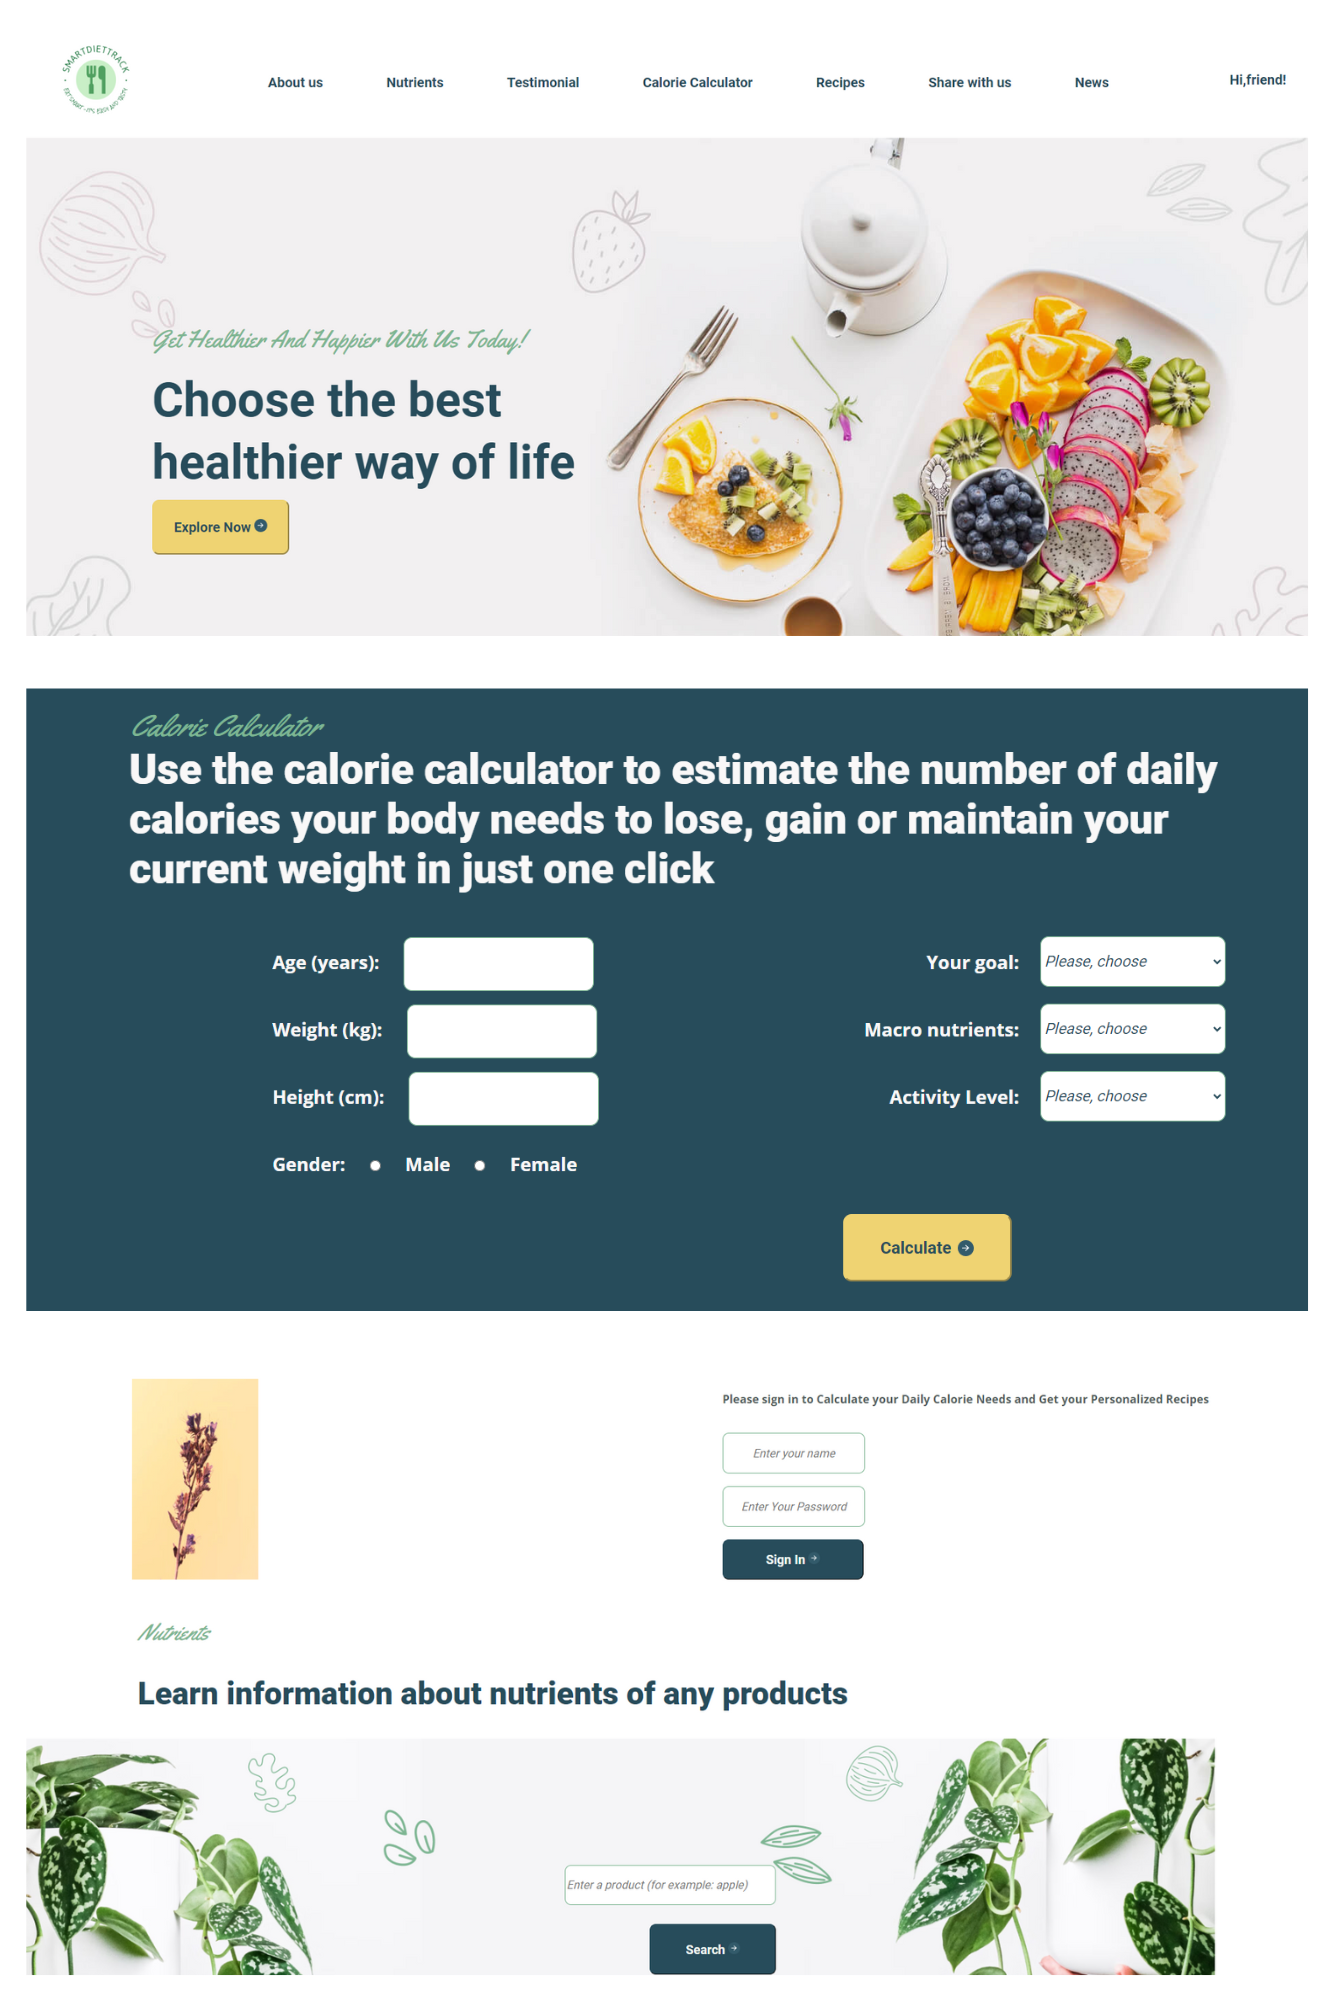 SMARTDIETTRACK
About us
Nutrients
Testimonial
Calorie Calculator
Recipes
Share with us
News
Hi,friend!
Get Healthier And Happier With Us Today!
Choose the best
healthier way of life
Explore Now
Calorie Calculator
Use the calorie calculator to estimate the number of daily
calories your body needs to lose, gain or maintain your
current weight in just one click
Age (years):
Weight (kg):
Height (cm):
Gender: Male Female
Your goal: Please, choose
Macro nutrients: Please, choose
Activity Level: Please, choose
Calculate
Please sign in to Calculate your Daily Calorie Needs and Get your Personalized Recipes
Enter your name
Enter Your Password
Sign In
Nutrients
Learn information about nutrients of any products
Enter a product (for example: apple)
Search